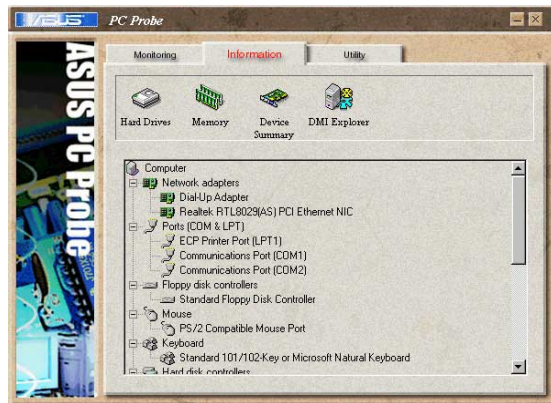 ASUS PC Probe
Monitoring Information Utility
Hard Drives Memory Device Summary DMI Explorer
ASUS PC Probe
Computer
Network adapters
Dial-Up Adapter
Realtek RTL8029(AS) PCI Ethernet NIC
Ports (COM & LPT)
ECP Printer Port (LPT1)
Communications Port (COM1)
Communications Port (COM2)
Floppy disk controllers
Standard Floppy Disk Controller
Mouse
PS/2 Compatible Mouse Port
Keyboard
Standard 101/102-Key or Microsoft Natural Keyboard
Hard disk controllers